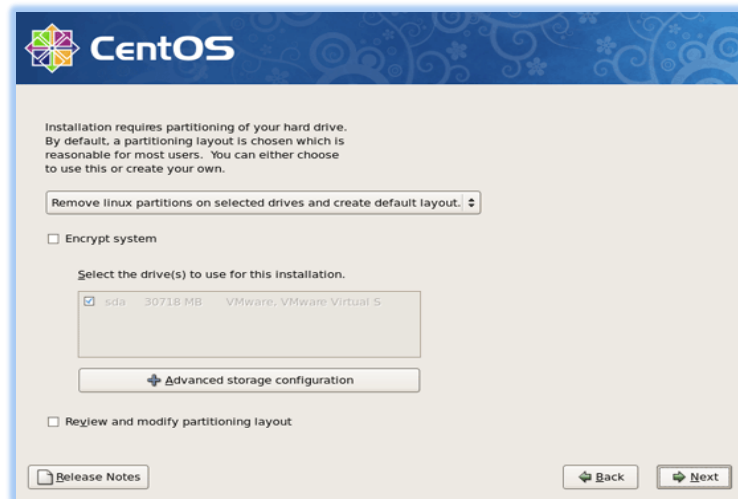 CentOS
Installation requires partitioning of your hard drive.
By default, a partitioning layout is chosen which is
reasonable for most users.  You can either choose
to use this or create your own.
Remove linux partitions on selected drives and create default layout.
Encrypt system
Select the drive(s) to use for this installation.
sda 30718 MB VMware, VMware Virtual S
Advanced storage configuration
Review and modify partitioning layout
Release Notes Back Next